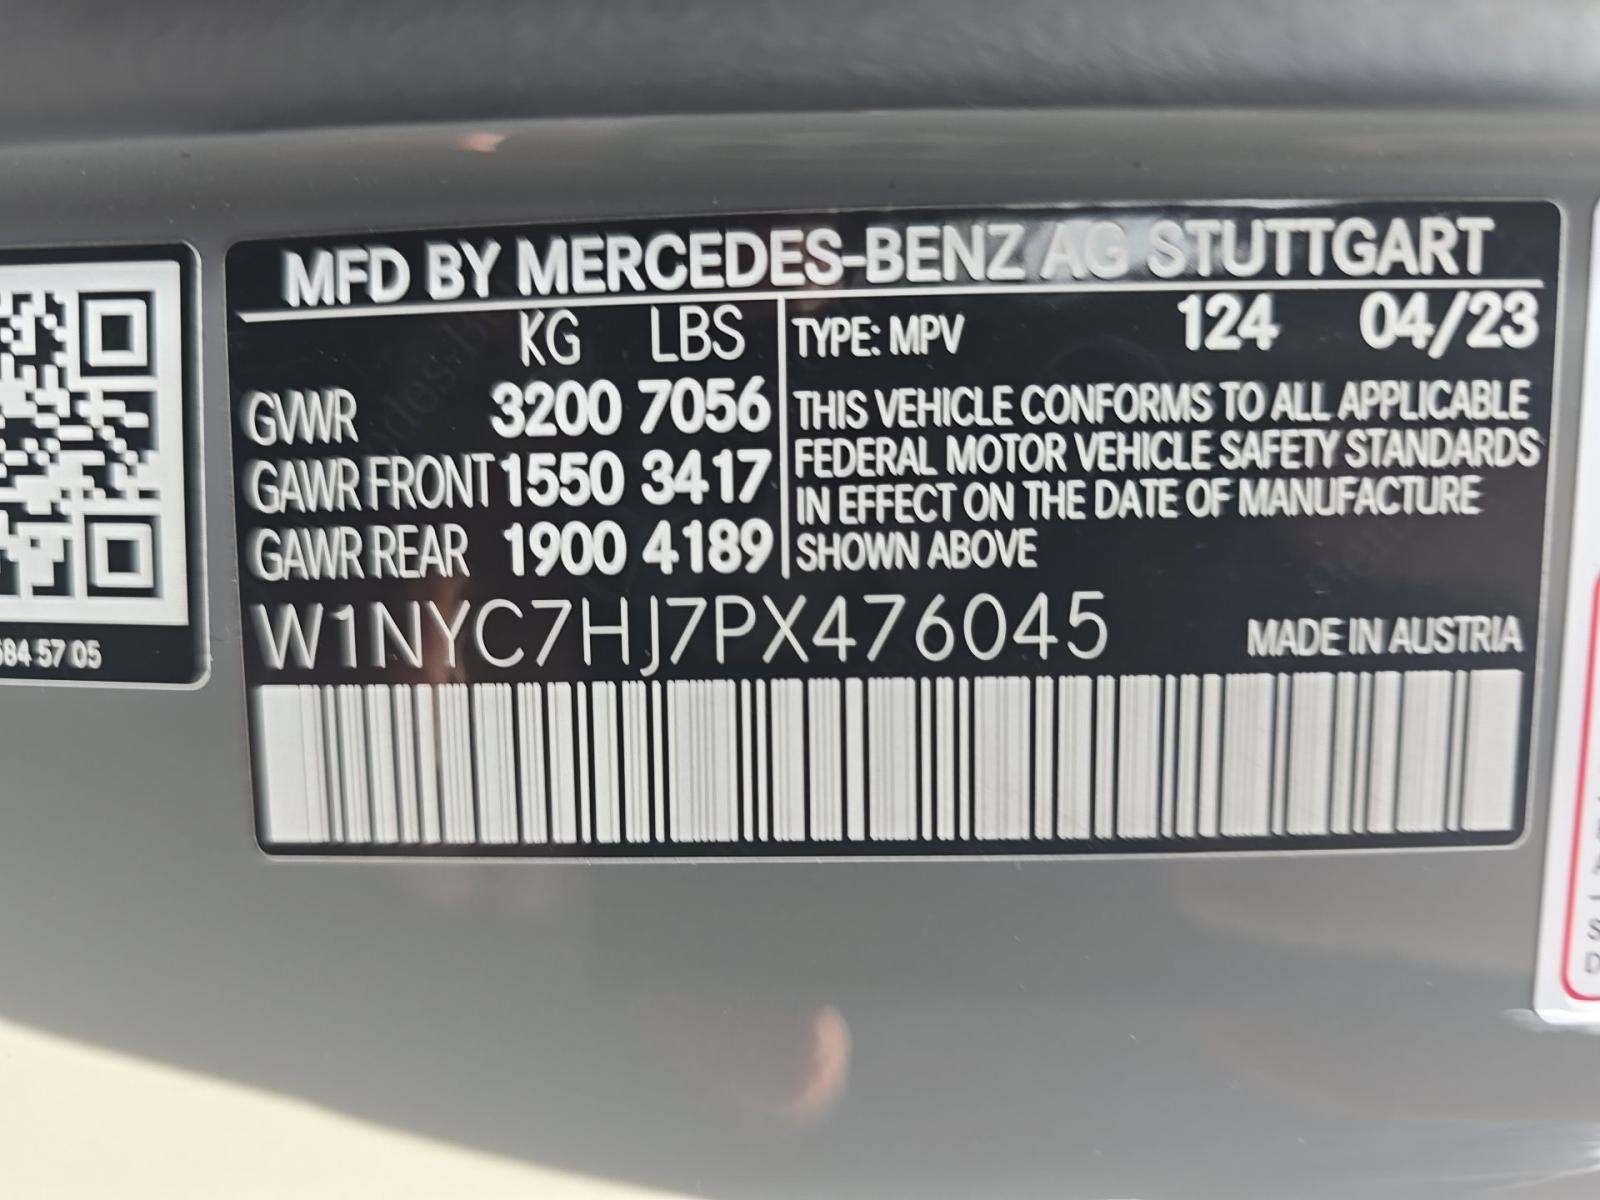 MFD BY MERCEDES-BENZ AG STUTTGART
KG LBS
GVWR 3200 7056
GAWR FRONT 1550 3417
GAWR REAR 1900 4189
TYPE: MPV 124 04/23
THIS VEHICLE CONFORMS TO ALL APPLICABLE
FEDERAL MOTOR VEHICLE SAFETY STANDARDS
IN EFFECT ON THE DATE OF MANUFACTURE
SHOWN ABOVE
W1NYC7HJ7PX476045
MADE IN AUSTRIA
84 57 05
S
D